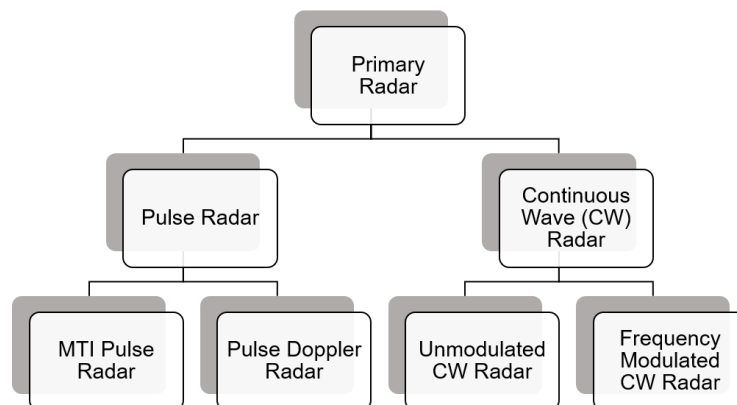 Primary
Radar
Pulse Radar
Continuous
Wave (CW)
Radar
MTI Pulse
Radar
Pulse Doppler
Radar
Unmodulated
CW Radar
Frequency
Modulated
CW Radar